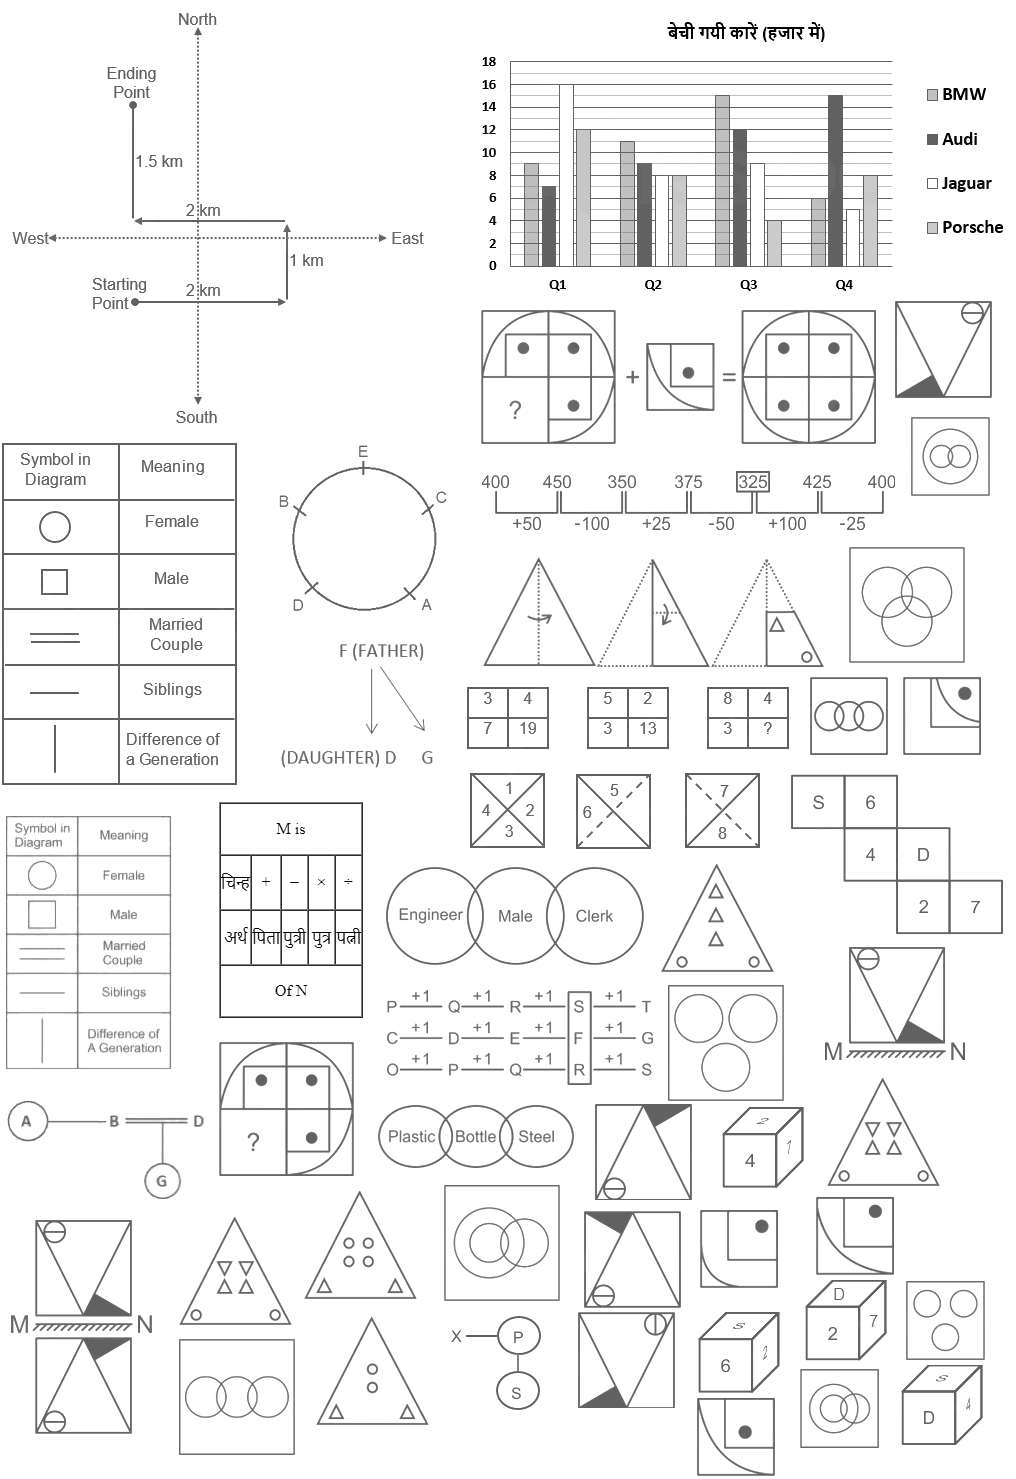 North
Ending
Point
1.5 km
2 km
West
East
1 km
Starting
Point
2 km
South
बेची गयी कारें (हजार में)
18
16
14
12
10
8
6
4
2
0
Q1 Q2 Q3 Q4
BMW
Audi
Jaguar
Porsche
?
+
=
400 450 350 375 325 425 400
+50 -100 +25 -50 +100 -25
Symbol in
Diagram
Meaning
Female
Male
Married
Couple
Siblings
Difference of
a Generation
E
B
C
D
A
F (FATHER)
(DAUGHTER) D G
3 4
7 19
5 2
3 13
8 4
3 ?
1
4 2
3
5
6
7
8
S 6
4 D
2 7
Symbol in
Diagram
Meaning
Female
Male
Married
Couple
Siblings
Difference of
A Generation
M is
चिन्ह + − × ÷
अर्थ पिता पुत्री पुत्र पत्नी
Of N
Engineer Male Clerk
+1 +1 +1 +1
P Q R S T
+1 +1 +1 +1
C D E F G
+1 +1 +1 +1
O P Q R S
M N
?
Plastic Bottle Steel
2
4 1
A B D
G
M N
X P
S
S
6 2
D
2 7
S
D 4